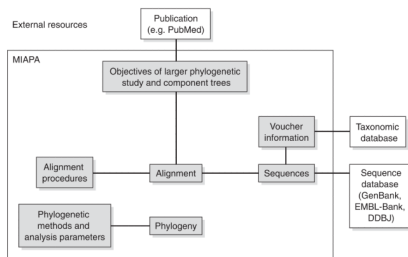 External resources
Publication
(e.g. PubMed)
MIAPA
Objectives of larger phylogenetic
study and component trees
Voucher
information
Taxonomic
database
Alignment
procedures
Alignment
Sequences
Sequence
database
(GenBank,
EMBL-Bank,
DDBJ)
Phylogenetic
methods and
analysis parameters
Phylogeny